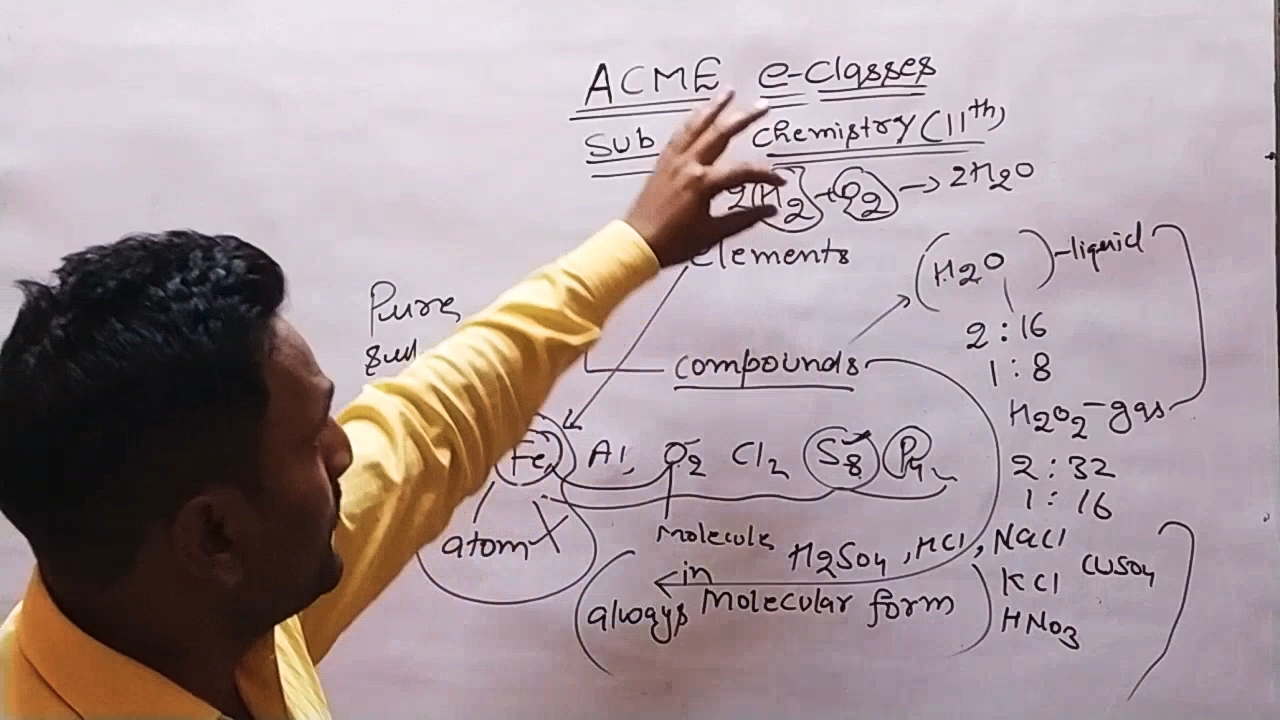 ACME e-classes
Sub chemistry (11th)
2H2 + O2 → 2H2O
elements
Pure
(H2O) - liquid
2 : 16
1 : 8
compounds
H2O2 - gas
2 : 32
1 : 16
Fe, Al, O2 Cl2 S8 P4
atom X
Molecule
H2SO4, HCl, NaCl
KCl CUSO4
HNO3
(always in Molecular form)